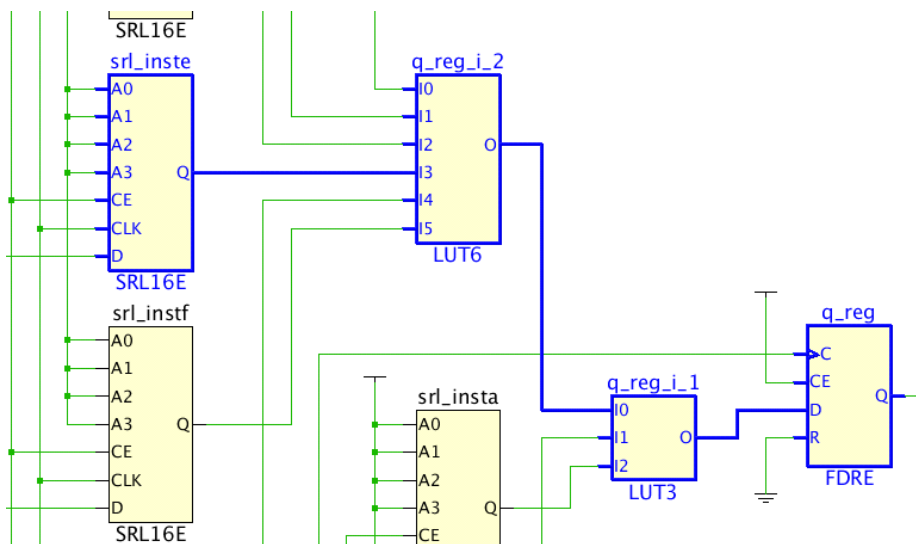 SRL16E
srl_inste
A0
A1
A2
A3
Q
CE
CLK
D
SRL16E
q_reg_i_2
I0
I1
I2
O
I3
I4
I5
LUT6
srl_instf
A0
A1
A2
A3
Q
CE
CLK
D
SRL16E
srl_insta
A0
A1
A2
A3
Q
CE
q_reg_i_1
I0
I1
O
I2
LUT3
q_reg
C
CE
Q
D
R
FDRE